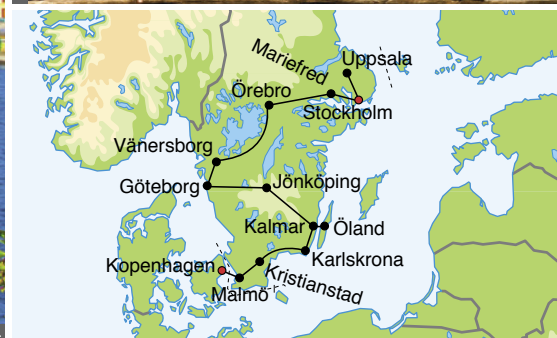 Uppsala
Mariefred
Örebro
Stockholm
Vänersborg
Göteborg
Jönköping
Kalmar
Öland
Karlskrona
Kopenhagen
Kristianstad
Malmö